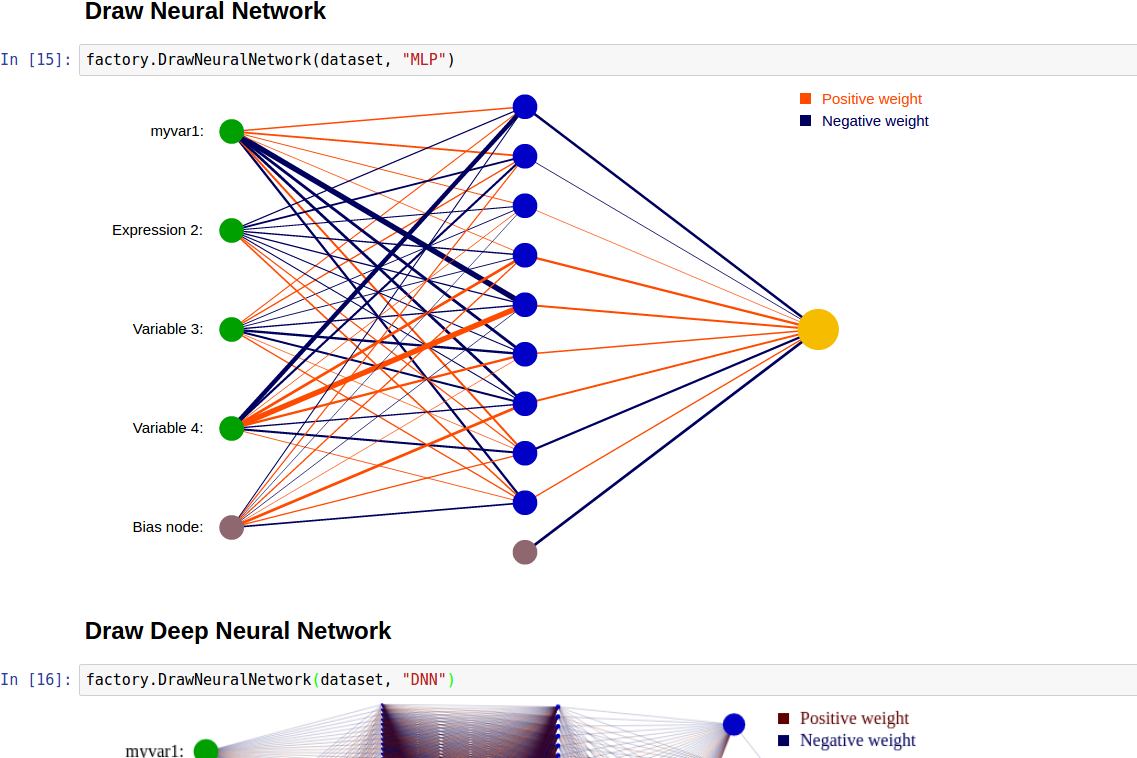 Draw Neural Network
In [15]: factory.DrawNeuralNetwork(dataset, "MLP")
Positive weight
Negative weight
myvar1:
Expression 2:
Variable 3:
Variable 4:
Bias node:
Draw Deep Neural Network
In [16]: factory.DrawNeuralNetwork(dataset, "DNN")
Positive weight
Negative weight
myvar1: